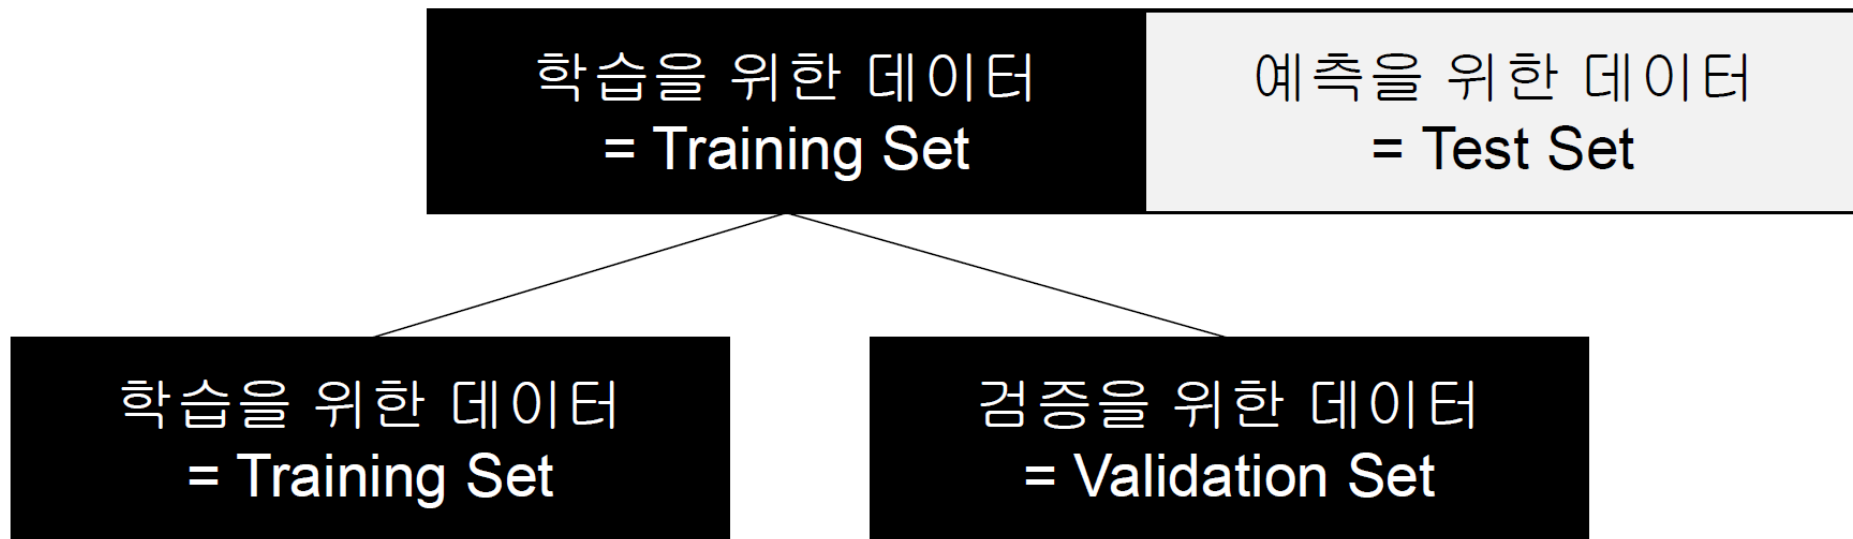 학습을 위한 데이터
= Training Set
예측을 위한 데이터
= Test Set
학습을 위한 데이터
= Training Set
검증을 위한 데이터
= Validation Set